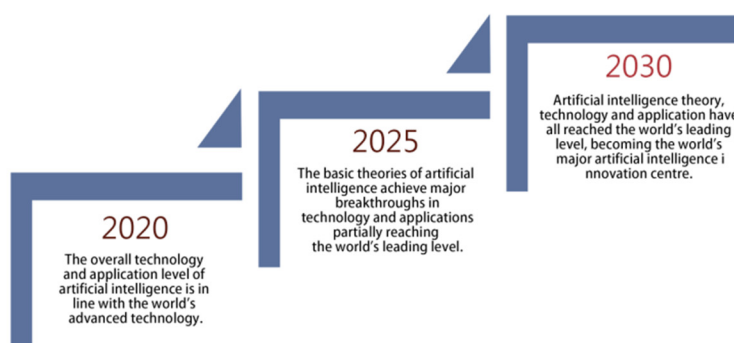 2020
The overall technology
and application level of
artificial intelligence is in
line with the world's
advanced technology.
2025
The basic theories of artificial
intelligence achieve major
breakthroughs in
technology and applications
partially reaching
the world's leading level.
2030
Artificial intelligence theory,
technology and application have
all reached the world's leading
level, becoming the world's
major artificial intelligence i
nnovation centre.